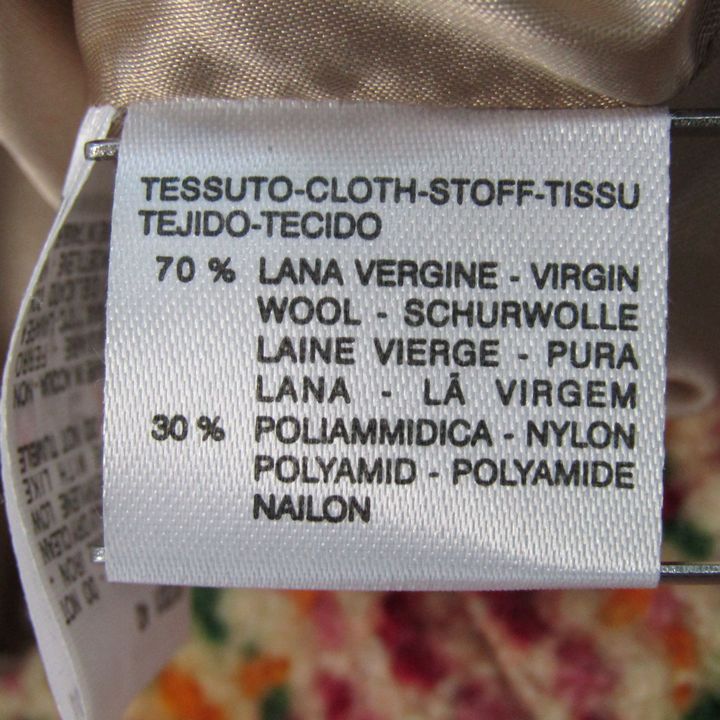 TESSUTO-CLOTH-STOFF-TISSU
TEJIDO-TECIDO
70 % LANA VERGINE - VIRGIN
WOOL - SCHURWOLLE
LAINE VIERGE - PURA
LANA - LÃ VIRGEM
30 % POLIAMMIDICA - NYLON
POLYAMID - POLYAMIDE
NAILON